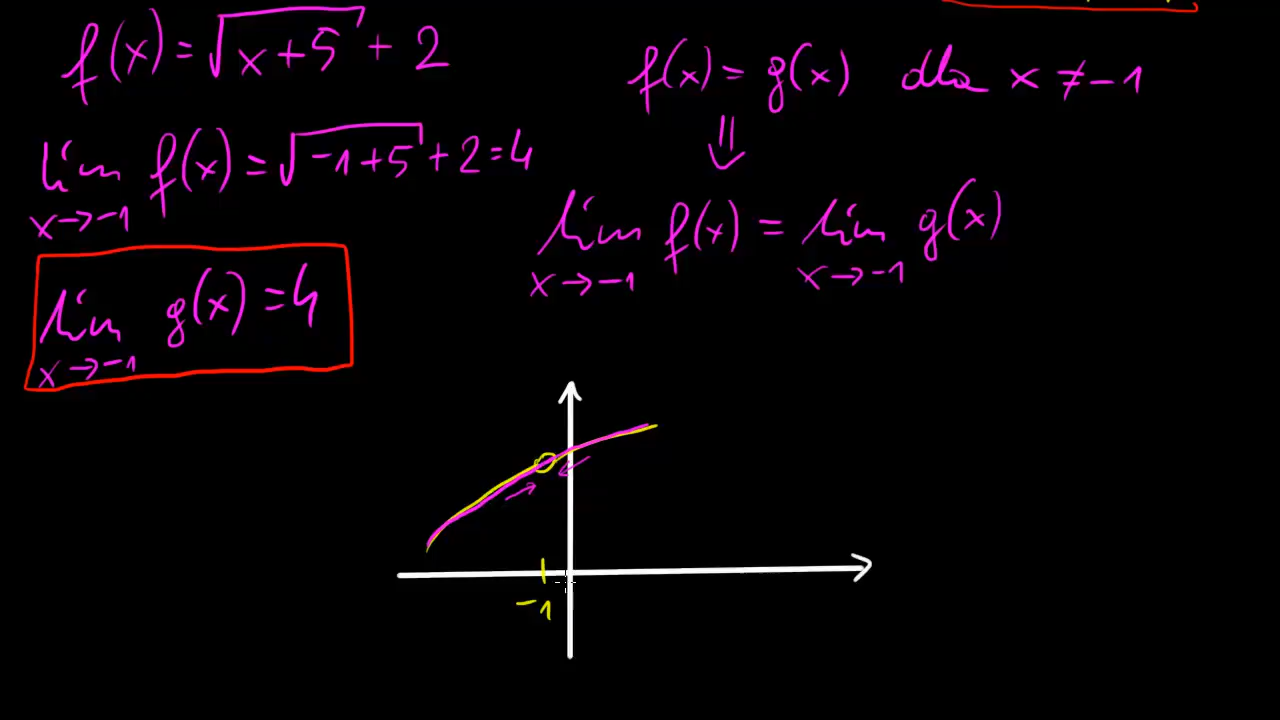 f(x) = √(x+5) + 2
lim f(x) = √(-1+5) + 2 = 4
x → -1
lim g(x) = 4
x → -1
f(x) = g(x) dla x ≠ -1
⇓
lim f(x) = lim g(x)
x → -1 x → -1
-1